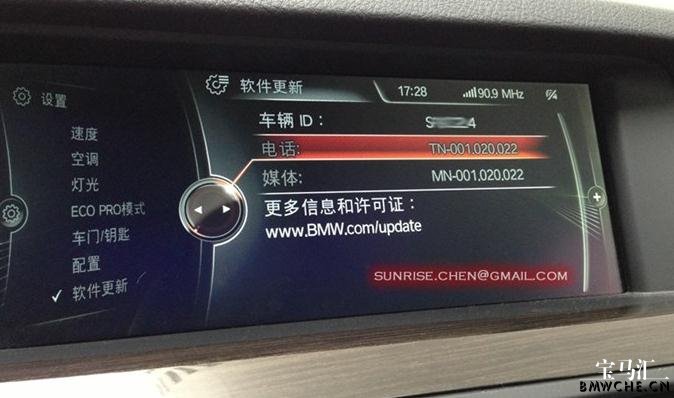 软件更新 17:28 90.9 MHz
设置
速度
空调
灯光
ECO PRO模式
车门/钥匙
配置
软件更新
车辆 ID：
电话: TN-001.020.022
媒体: MN-001.020.022
更多信息和许可证：
www.BMW.com/update
SUNRISE.CHEN@GMAIL.COM
宝马汇
BMWCHE.CN